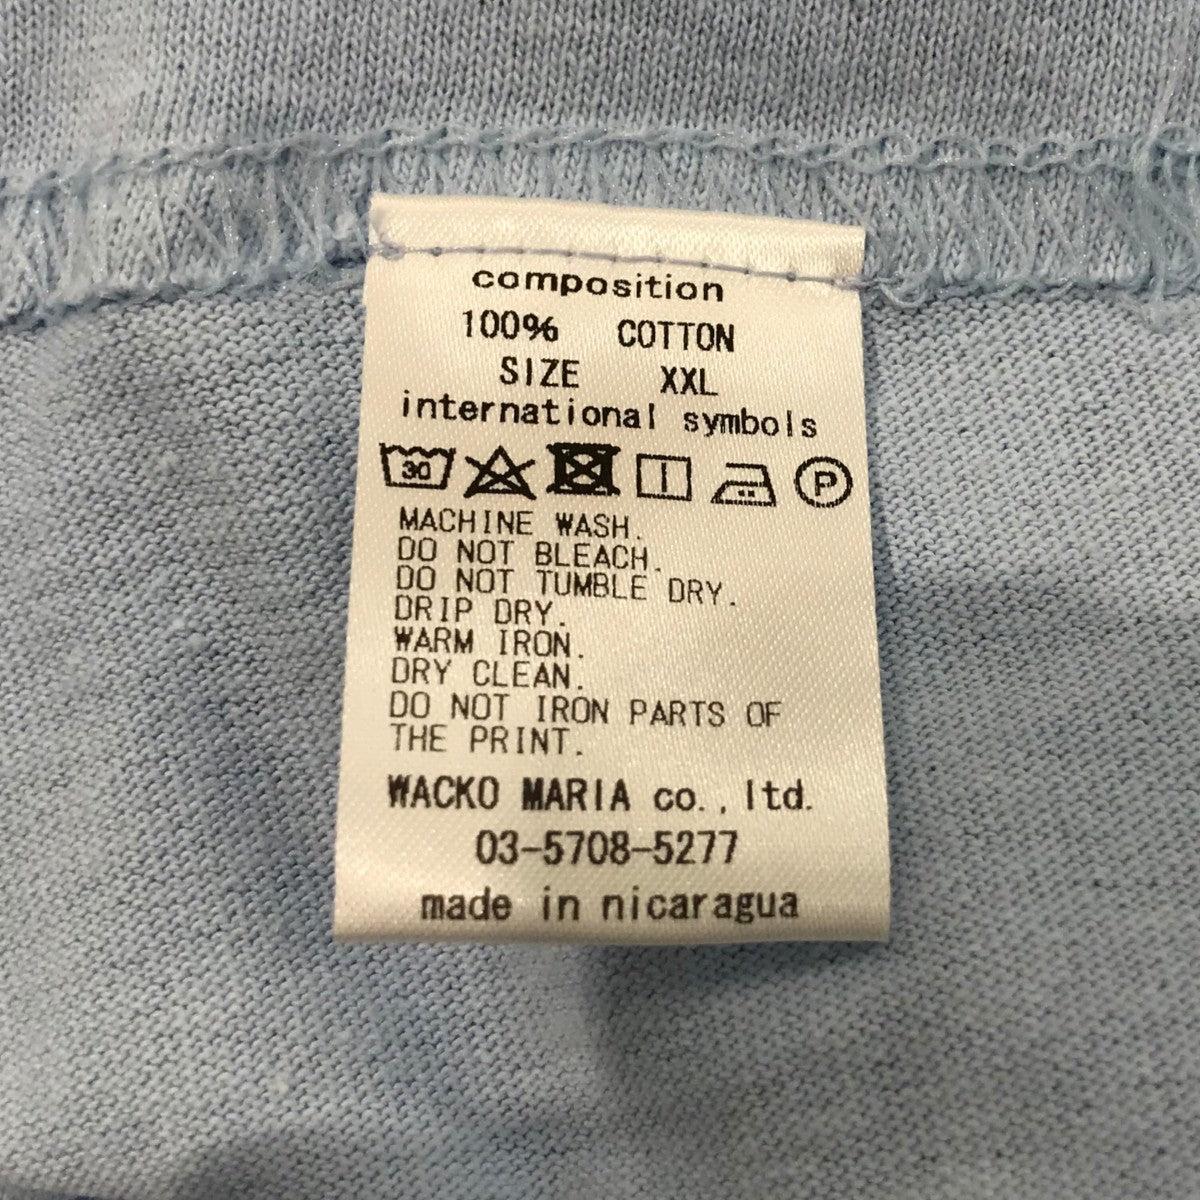 composition
100% COTTON
SIZE XXL
international symbols
30 P
MACHINE WASH.
DO NOT BLEACH.
DO NOT TUMBLE DRY.
DRIP DRY.
WARM IRON.
DRY CLEAN.
DO NOT IRON PARTS OF
THE PRINT.
WACKO MARIA co., ltd.
03-5708-5277
made in nicaragua